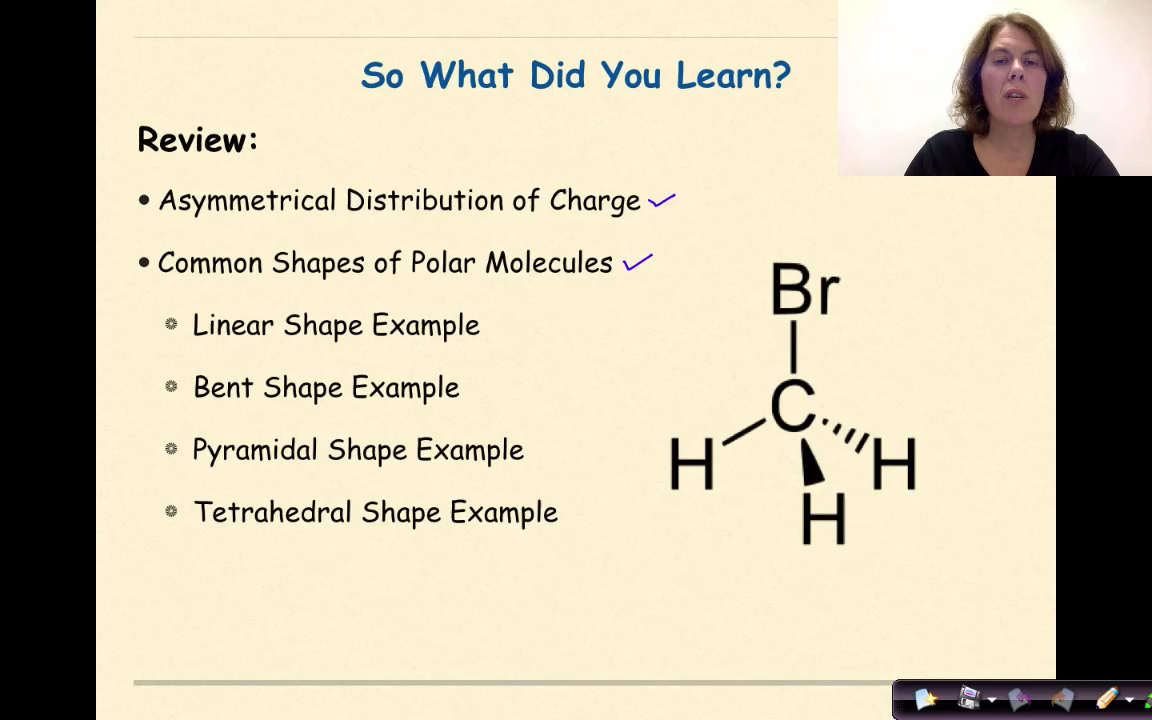 So What Did You Learn?
Review:
• Asymmetrical Distribution of Charge
• Common Shapes of Polar Molecules
Linear Shape Example
Bent Shape Example
Pyramidal Shape Example
Tetrahedral Shape Example
Br
C
H H
H